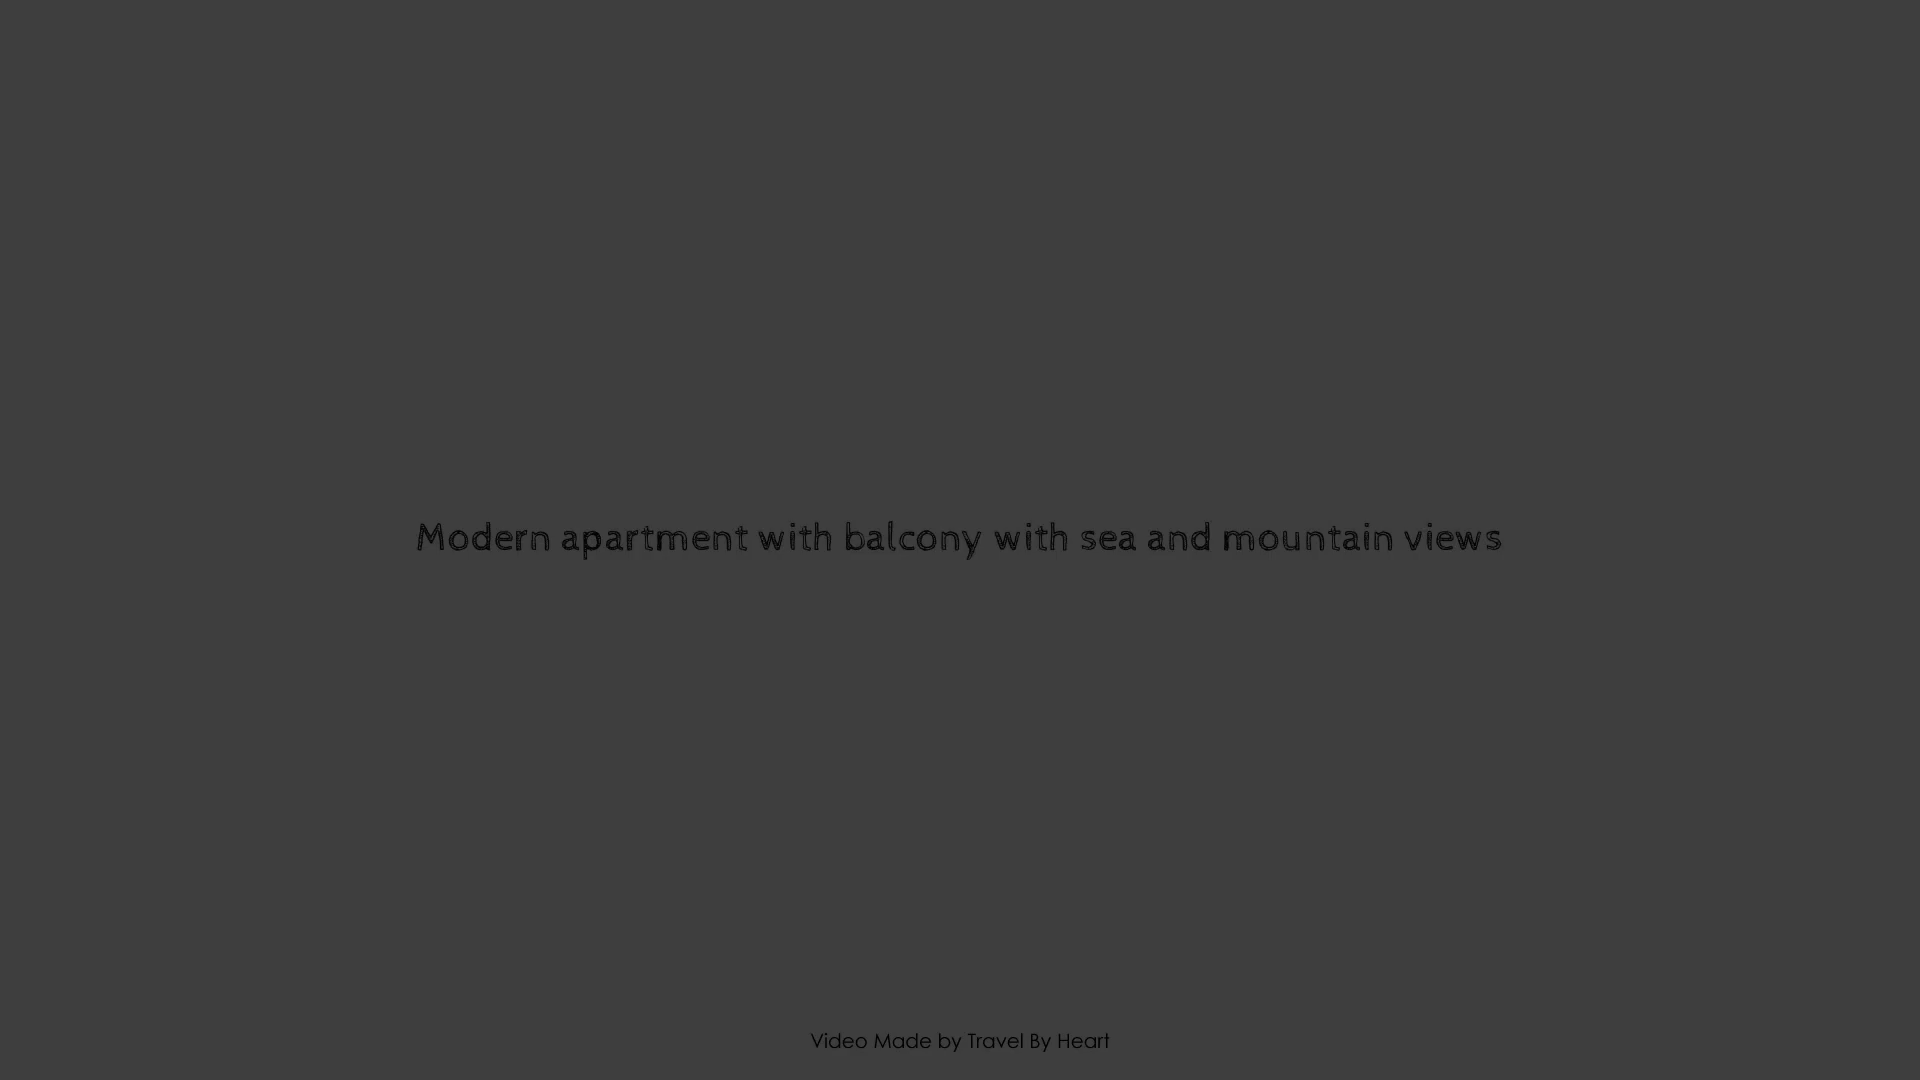 Modern apartment with balcony with sea and mountain views
Video Made by Travel By Heart